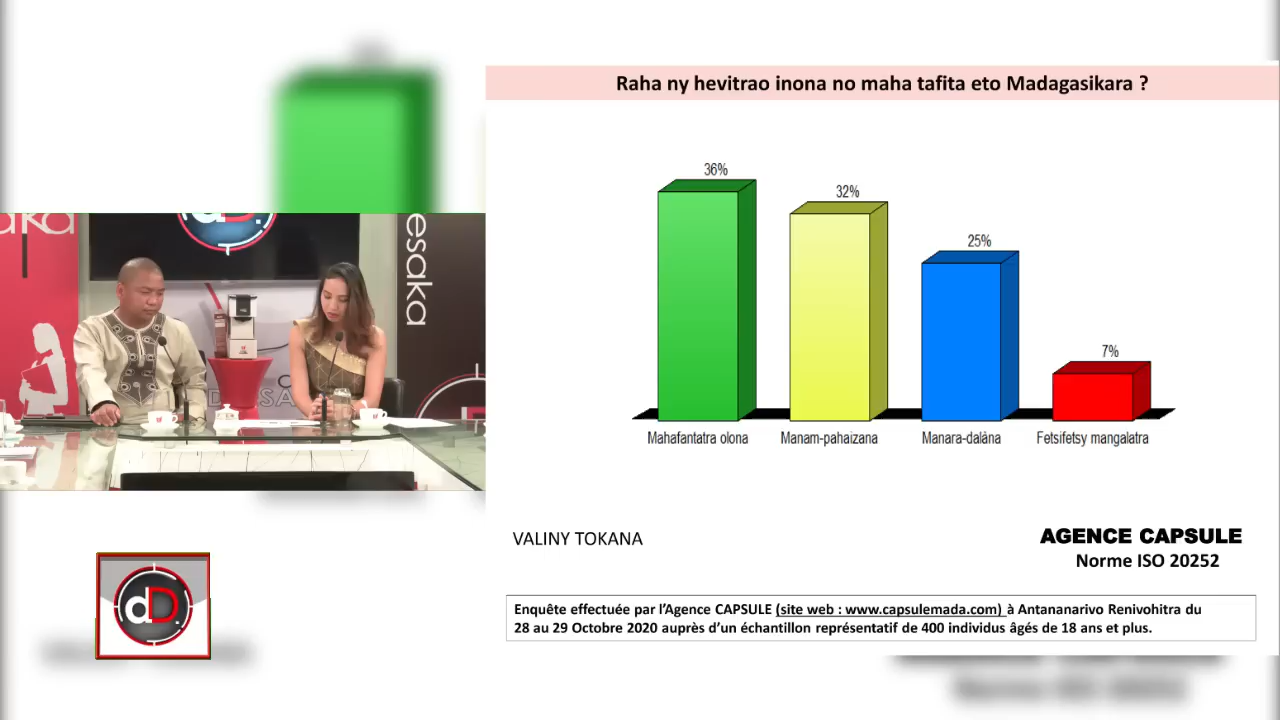 Raha ny hevitrao inona no maha tafita eto Madagasikara ?
36%
32%
25%
7%
Mahafantatra olona
Manam-pahaizana
Manara-dalàna
Fetsifetsy mangalatra
VALINY TOKANA
AGENCE CAPSULE
Norme ISO 20252
Enquête effectuée par l'Agence CAPSULE (site web : www.capsulemada.com) à Antananarivo Renivohitra du
28 au 29 Octobre 2020 auprès d'un échantillon représentatif de 400 individus âgés de 18 ans et plus.
esaka
dD